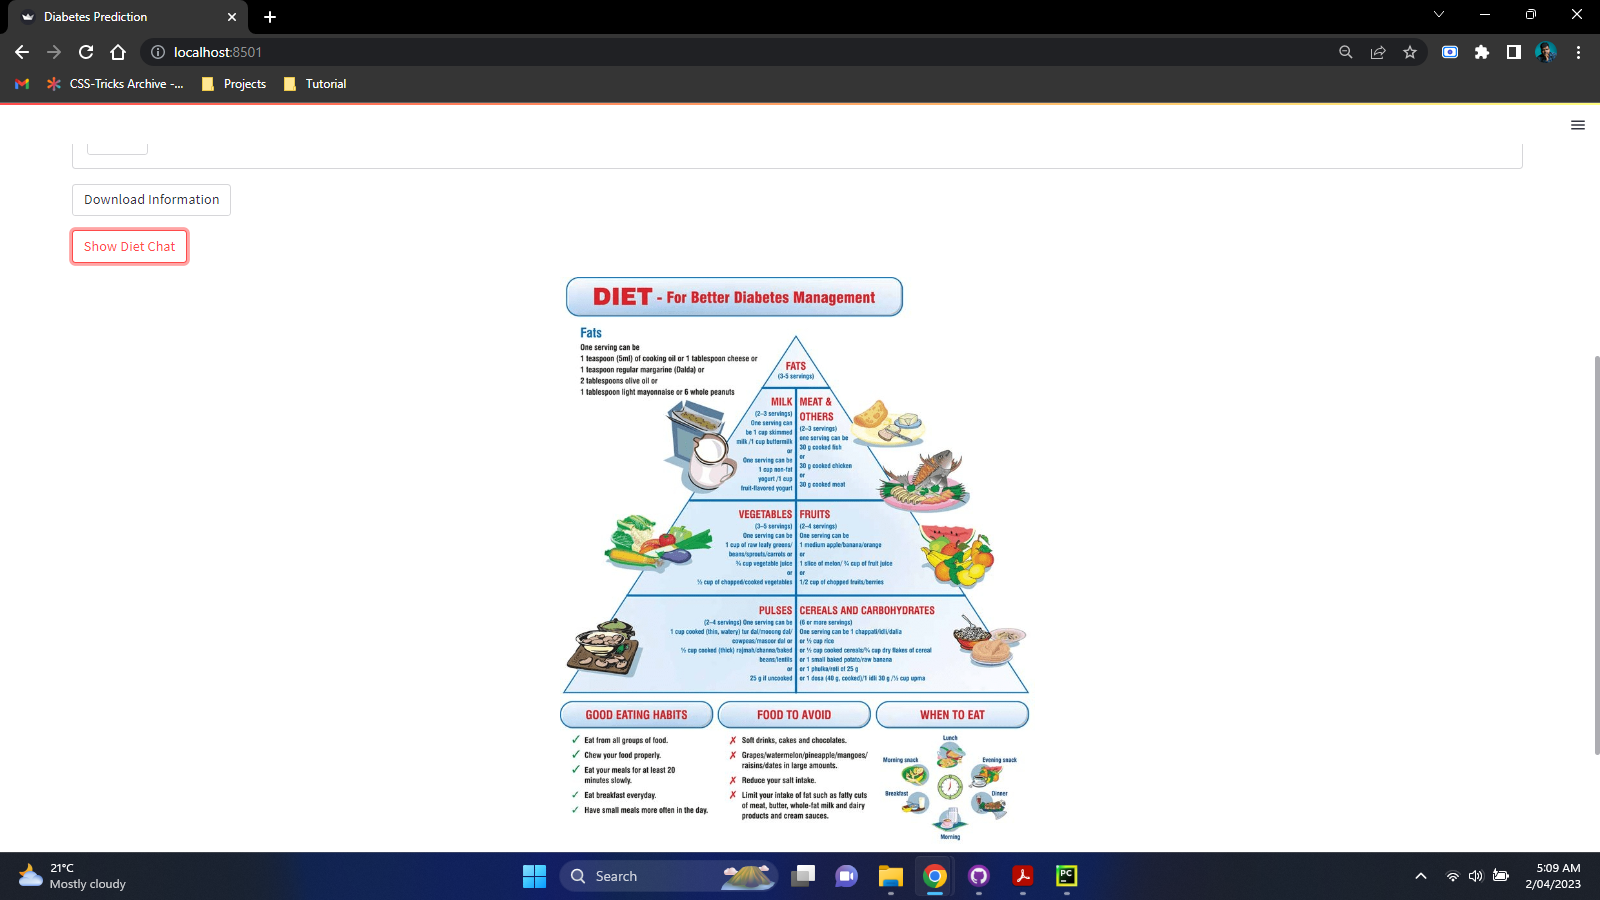 Diabetes Prediction
localhost:8501
CSS-Tricks Archive -...
Projects
Tutorial
Download Information
Show Diet Chat
DIET - For Better Diabetes Management
Fats
One serving can be
1 teaspoon (5ml) of cooking oil or 1 tablespoon cheese or
1 teaspoon regular margarine (Dalda) or
2 tablespoons olive oil or
1 tablespoon light mayonnaise or 6 whole peanuts
FATS
(3-5 servings)
MILK
(2-3 servings)
One serving can
be 1 cup skimmed
milk /1 cup buttermilk
or
One serving can be
1 cup non-fat
yogurt /1 cup
fruit-flavored yogurt
MEAT &
OTHERS
(2-3 servings)
one serving can be
30 g cooked fish
or
30 g cooked chicken
or
30 g cooked meat
VEGETABLES
(3-5 servings)
One serving can be
1 cup of raw leafy greens/
beans/sprouts/carrots or
¾ cup vegetable juice
or
½ cup of chopped/cooked vegetables
FRUITS
(2-4 servings)
One serving can be
1 medium apple/banana/orange
or
1 slice of melon/ ¾ cup of fruit juice
or
1/2 cup of chopped fruits/berries
PULSES
(2-4 servings) One serving can be
1 cup cooked (thin, watery) tur dal/moong dal/
cowpeas/masoor dal or
½ cup cooked (thick) rajmah/channa/baked
beans/lentils
or
25 g if uncooked
CEREALS AND CARBOHYDRATES
(6 or more servings)
One serving can be 1 chappati/idli/dalia
or ½ cup rice
or ½ cup cooked cereals/¾ cup dry flakes of cereal
or 1 small baked potato/raw banana
or 1 phulka/roti of 25 g
or 1 dosa (40 g, cooked)/1 idli 30 g /½ cup upma
GOOD EATING HABITS
✓ Eat from all groups of food.
✓ Chew your food properly.
✓ Eat your meals for at least 20
minutes slowly.
✓ Eat breakfast everyday.
✓ Have small meals more often in the day.
FOOD TO AVOID
✗ Soft drinks, cakes and chocolates.
✗ Grapes/watermelon/pineapple/mangoes/
raisins/dates in large amounts.
✗ Reduce your salt intake.
✗ Limit your intake of fat such as fatty cuts
of meat, butter, whole-fat milk and dairy
products and cream sauces.
WHEN TO EAT
Lunch
Morning snack
Evening snack
Breakfast
Dinner
Morning
21°C
Mostly cloudy
Search
PC
5:09 AM
2/04/2023